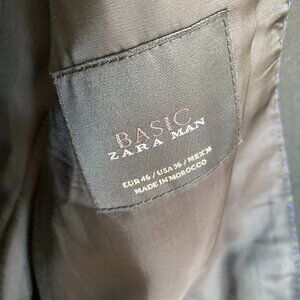 BASIC
ZARA MAN
EUR 46 / USA 36 / MEX 36
MADE IN MOROCCO